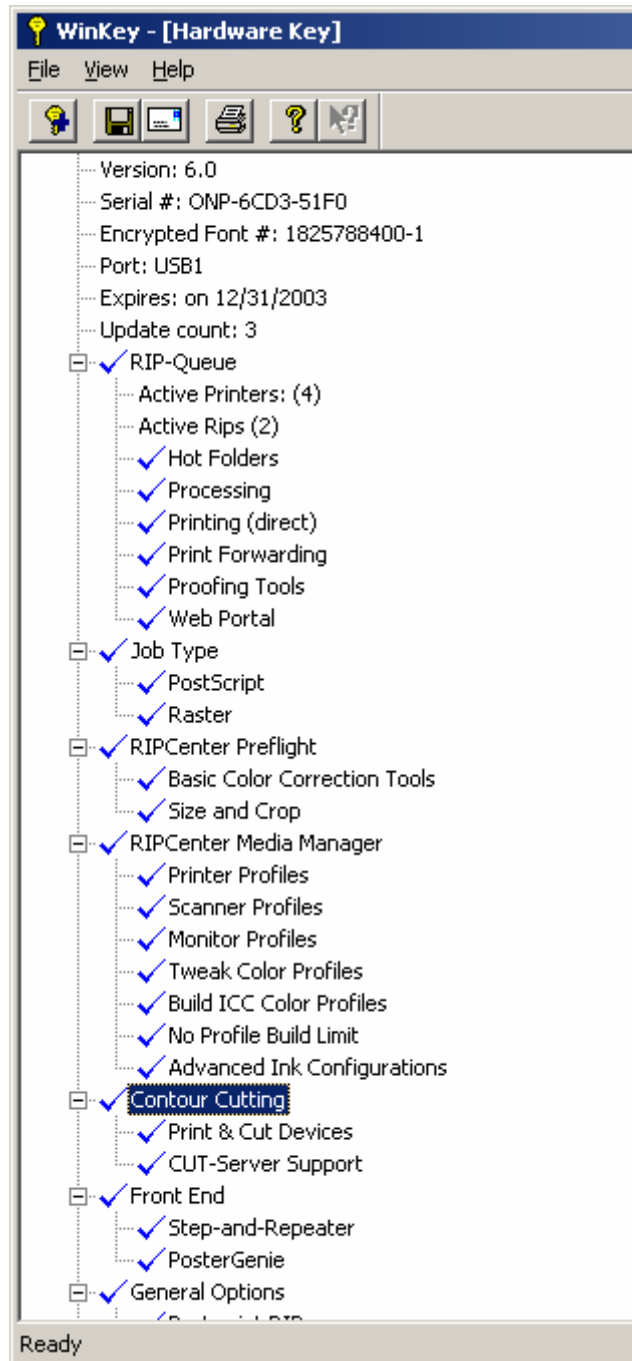 WinKey - [Hardware Key]
File View Help
Version: 6.0
Serial #: ONP-6CD3-51F0
Encrypted Font #: 1825788400-1
Port: USB1
Expires: on 12/31/2003
Update count: 3
RIP-Queue
Active Printers: (4)
Active Rips (2)
Hot Folders
Processing
Printing (direct)
Print Forwarding
Proofing Tools
Web Portal
Job Type
PostScript
Raster
RIPCenter Preflight
Basic Color Correction Tools
Size and Crop
RIPCenter Media Manager
Printer Profiles
Scanner Profiles
Monitor Profiles
Tweak Color Profiles
Build ICC Color Profiles
No Profile Build Limit
Advanced Ink Configurations
Contour Cutting
Print & Cut Devices
CUT-Server Support
Front End
Step-and-Repeater
PosterGenie
General Options
Ready